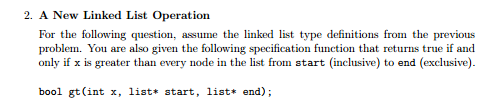 2. A New Linked List Operation
For the following question, assume the linked list type definitions from the previous
problem. You are also given the following specification function that returns true if and
only if x is greater than every node in the list from start (inclusive) to end (exclusive).
bool gt(int x, list* start, list* end);